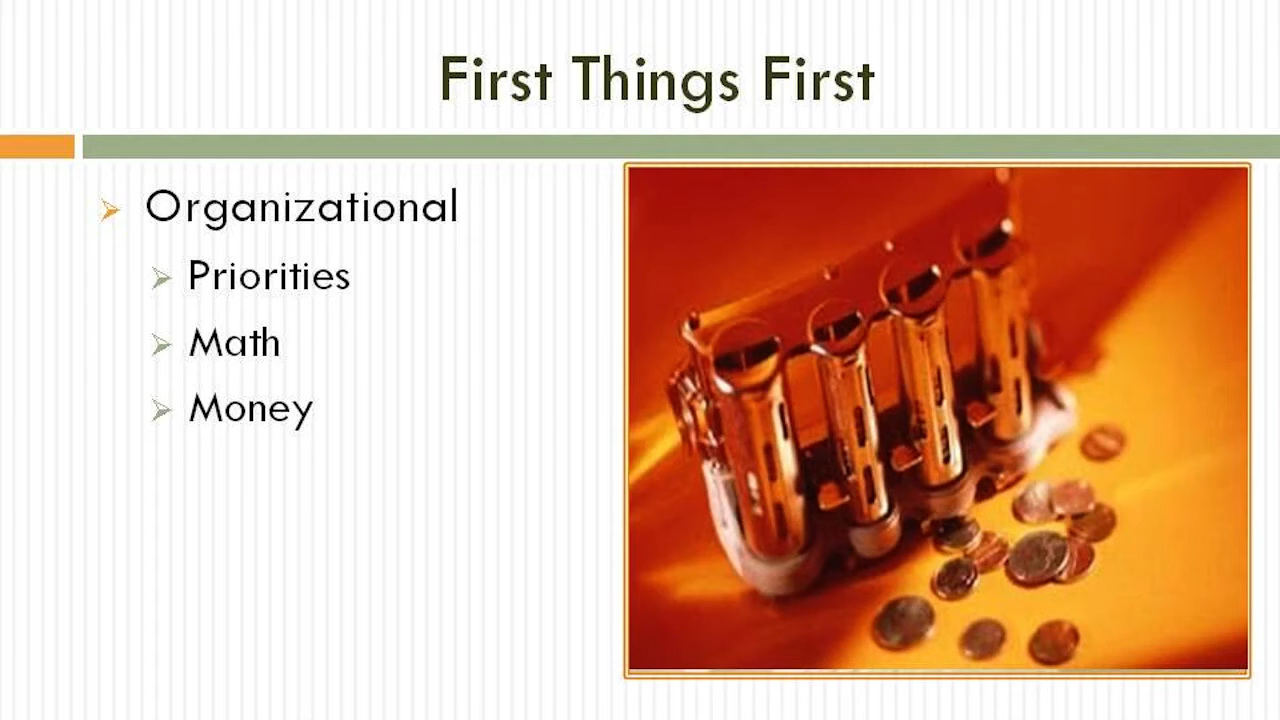 First Things First
Organizational
Priorities
Math
Money